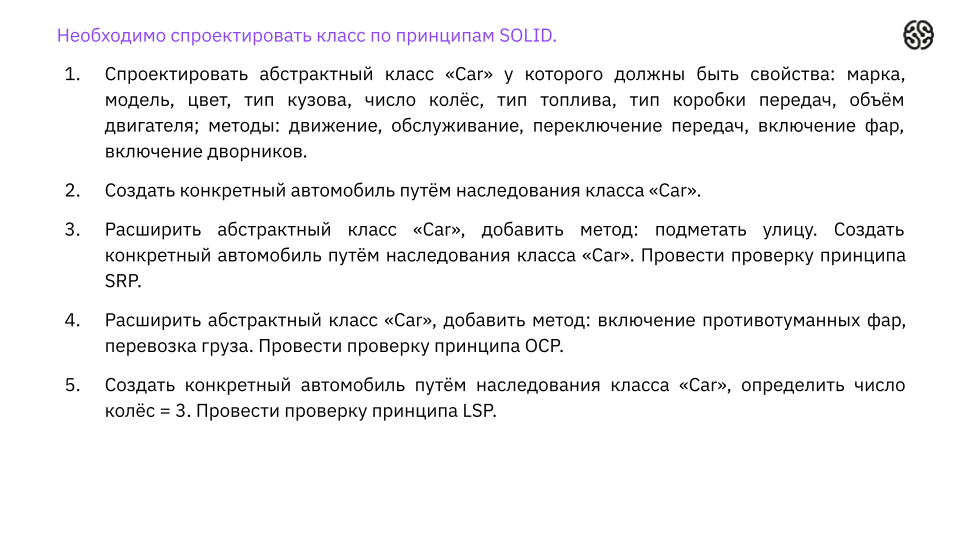 Необходимо спроектировать класс по принципам SOLID.
1. Спроектировать абстрактный класс «Car» у которого должны быть свойства: марка,
модель, цвет, тип кузова, число колёс, тип топлива, тип коробки передач, объём
двигателя; методы: движение, обслуживание, переключение передач, включение фар,
включение дворников.
2. Создать конкретный автомобиль путём наследования класса «Car».
3. Расширить абстрактный класс «Car», добавить метод: подметать улицу. Создать
конкретный автомобиль путём наследования класса «Car». Провести проверку принципа
SRP.
4. Расширить абстрактный класс «Car», добавить метод: включение противотуманных фар,
перевозка груза. Провести проверку принципа OCP.
5. Создать конкретный автомобиль путём наследования класса «Car», определить число
колёс = 3. Провести проверку принципа LSP.